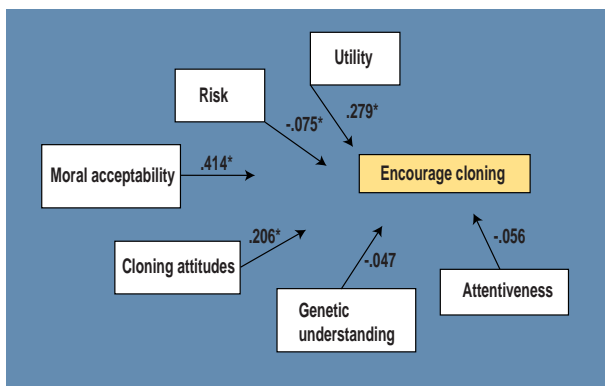 Utility
Risk
.279*
-.075*
.414*
Moral acceptability
Encourage cloning
.206*
Cloning attitudes
-.047
-.056
Attentiveness
Genetic
understanding